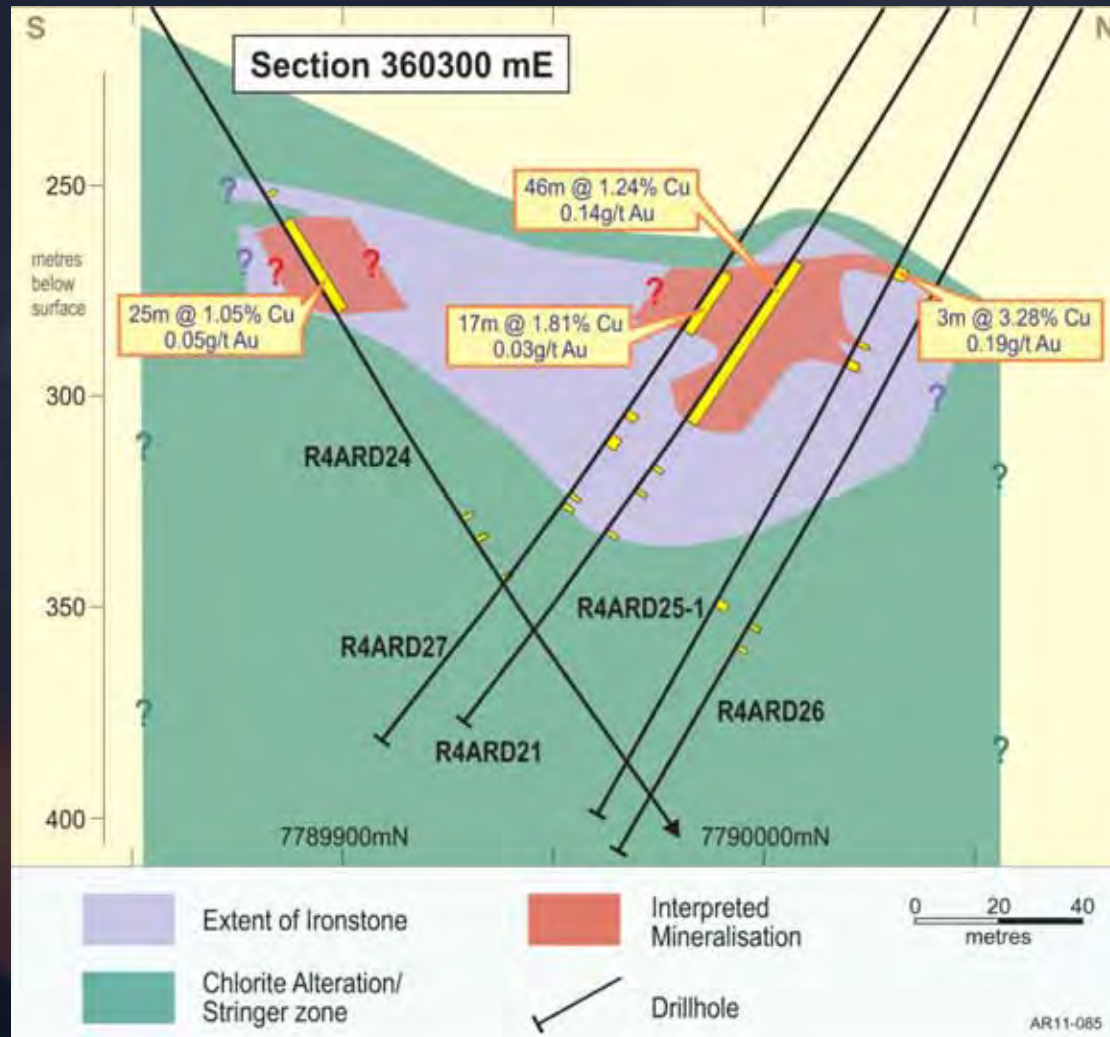 S
N
Section 360300 mE
250
metres
below
surface
300
350
400
?
?
?
?
?
?
?
?
?
?
?
46m @ 1.24% Cu
0.14g/t Au
25m @ 1.05% Cu
0.05g/t Au
17m @ 1.81% Cu
0.03g/t Au
3m @ 3.28% Cu
0.19g/t Au
R4ARD24
R4ARD27
R4ARD21
R4ARD25-1
R4ARD26
7789900mN
7790000mN
Extent of Ironstone
Interpreted
Mineralisation
0 20 40
metres
Chlorite Alteration/
Stringer zone
Drillhole
AR11-085